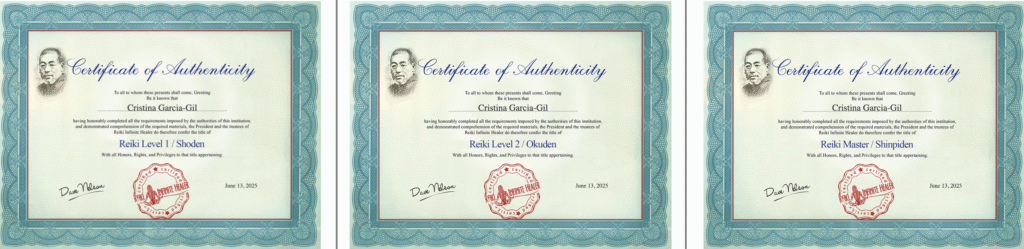 Certificate of Authenticity
To all to whom these presents shall come, Greeting
Be it known that
Cristina Garcia-Gil
having honorably completed all the requirements imposed by the authorities of this institution,
and demonstrated comprehension of the required materials, the President and the trustees of
Reiki Infinite Healer do therefore confer the title of
Reiki Level 1 / Shoden
With all Honors, Rights, and Privileges to that title appertaining.
Dave Nelson
June 13, 2025
Certificate of Authenticity
To all to whom these presents shall come, Greeting
Be it known that
Cristina Garcia-Gil
having honorably completed all the requirements imposed by the authorities of this institution,
and demonstrated comprehension of the required materials, the President and the trustees of
Reiki Infinite Healer do therefore confer the title of
Reiki Level 2 / Okuden
With all Honors, Rights, and Privileges to that title appertaining.
Dave Nelson
June 13, 2025
Certificate of Authenticity
To all to whom these presents shall come, Greeting
Be it known that
Cristina Garcia-Gil
having honorably completed all the requirements imposed by the authorities of this institution,
and demonstrated comprehension of the required materials, the President and the trustees of
Reiki Infinite Healer do therefore confer the title of
Reiki Master / Shinpiden
With all Honors, Rights, and Privileges to that title appertaining.
Dave Nelson
June 13, 2025